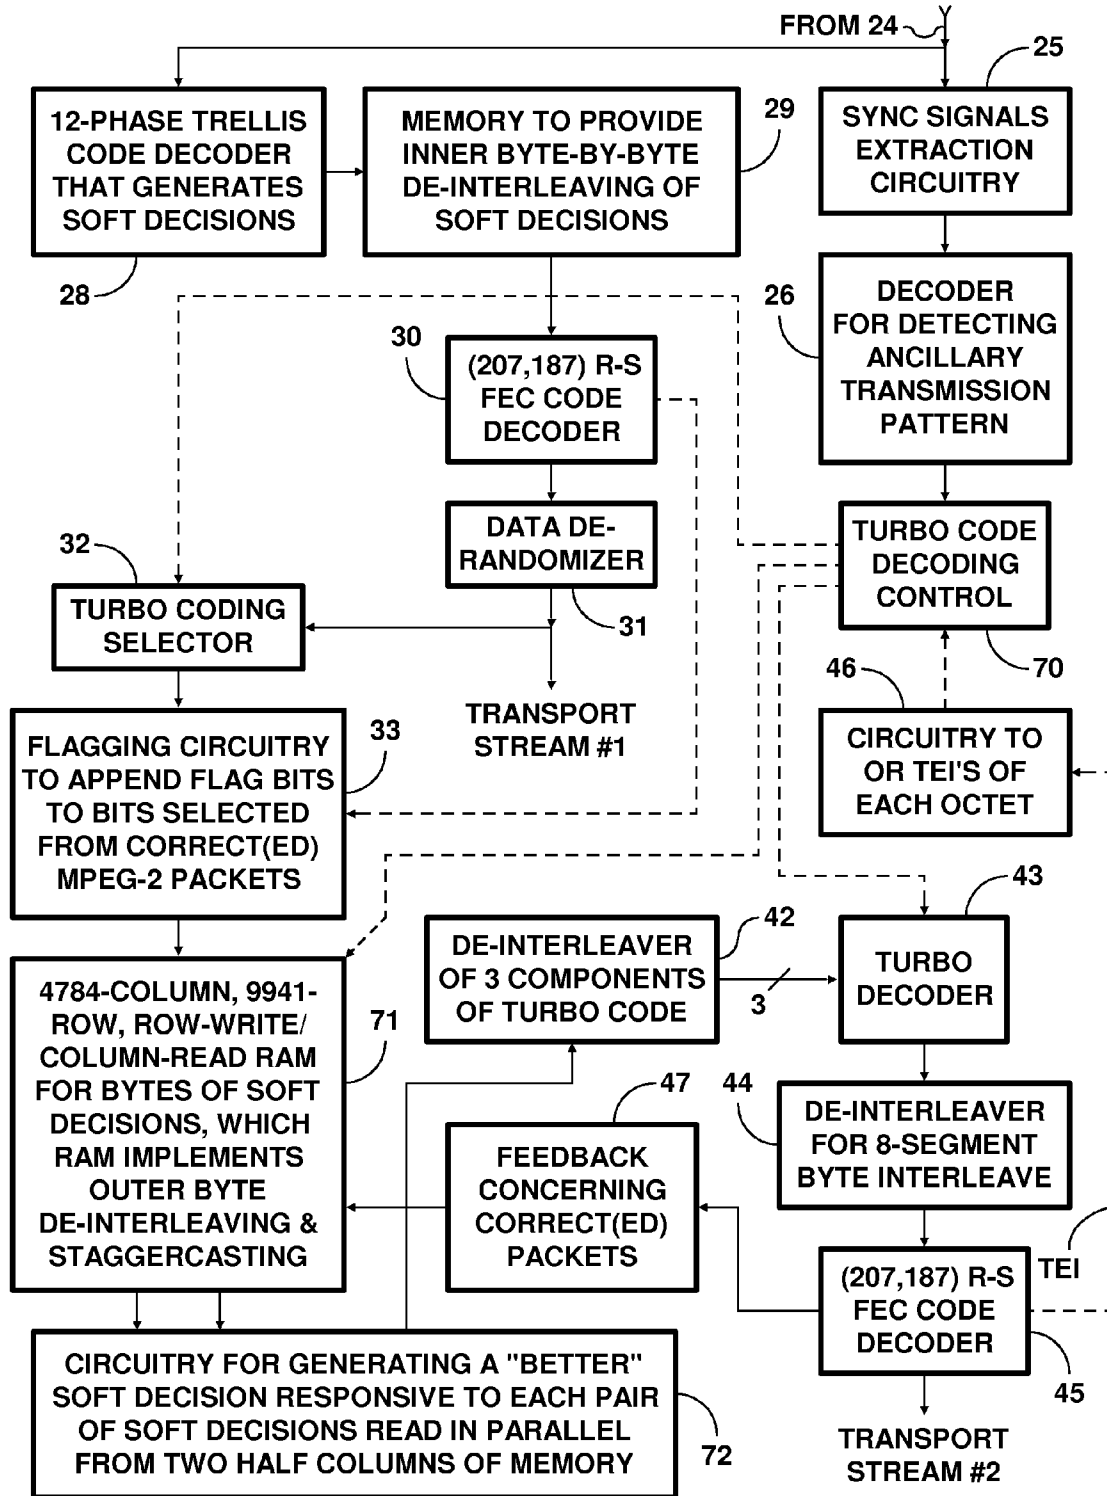 FROM 24
25
12-PHASE TRELLIS
CODE DECODER
THAT GENERATES
SOFT DECISIONS
28
MEMORY TO PROVIDE
INNER BYTE-BY-BYTE
DE-INTERLEAVING OF
SOFT DECISIONS
29
SYNC SIGNALS
EXTRACTION
CIRCUITRY
26
DECODER
FOR DETECTING
ANCILLARY
TRANSMISSION
PATTERN
30
(207,187) R-S
FEC CODE
DECODER
DATA DE-
RANDOMIZER
31
32
TURBO CODING
SELECTOR
TURBO CODE
DECODING
CONTROL
70
46
TRANSPORT
STREAM #1
FLAGGING CIRCUITRY
TO APPEND FLAG BITS
TO BITS SELECTED
FROM CORRECT(ED)
MPEG-2 PACKETS
33
CIRCUITRY TO
OR TEI'S OF
EACH OCTET
43
42
DE-INTERLEAVER
OF 3 COMPONENTS
OF TURBO CODE
3
TURBO
DECODER
4784-COLUMN, 9941-
ROW, ROW-WRITE/
COLUMN-READ RAM
FOR BYTES OF SOFT
DECISIONS, WHICH
RAM IMPLEMENTS
OUTER BYTE
DE-INTERLEAVING &
STAGGERCASTING
71
47
FEEDBACK
CONCERNING
CORRECT(ED)
PACKETS
44
DE-INTERLEAVER
FOR 8-SEGMENT
BYTE INTERLEAVE
TEI
(207,187) R-S
FEC CODE
DECODER
45
CIRCUITRY FOR GENERATING A "BETTER"
SOFT DECISION RESPONSIVE TO EACH PAIR
OF SOFT DECISIONS READ IN PARALLEL
FROM TWO HALF COLUMNS OF MEMORY
72
TRANSPORT
STREAM #2